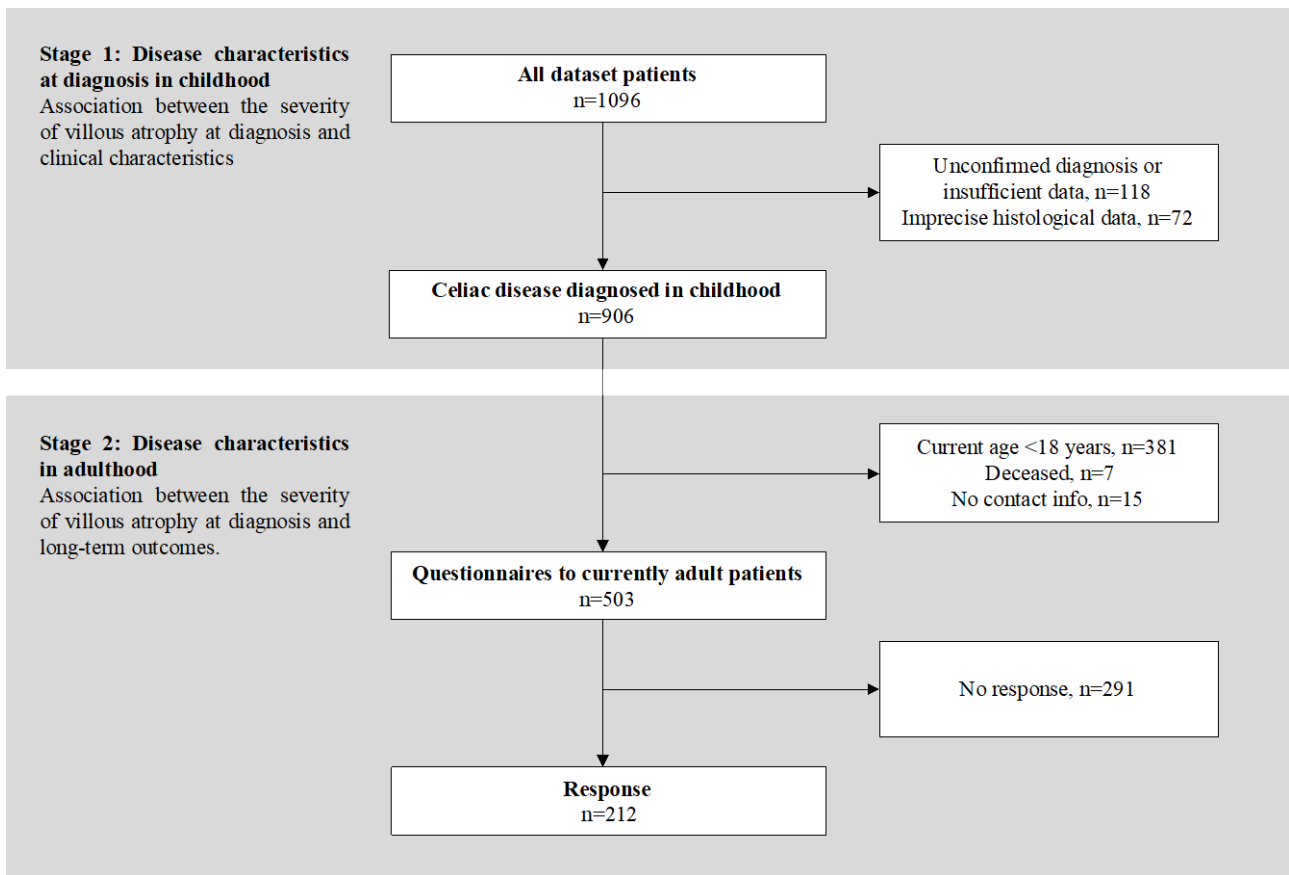 Stage 1: Disease characteristics
at diagnosis in childhood
Association between the severity
of villous atrophy at diagnosis and
clinical characteristics
All dataset patients
n=1096
Unconfirmed diagnosis or
insufficient data, n=118
Imprecise histological data, n=72
Celiac disease diagnosed in childhood
n=906
Stage 2: Disease characteristics
in adulthood
Association between the severity
of villous atrophy at diagnosis and
long-term outcomes.
Current age <18 years, n=381
Deceased, n=7
No contact info, n=15
Questionnaires to currently adult patients
n=503
No response, n=291
Response
n=212